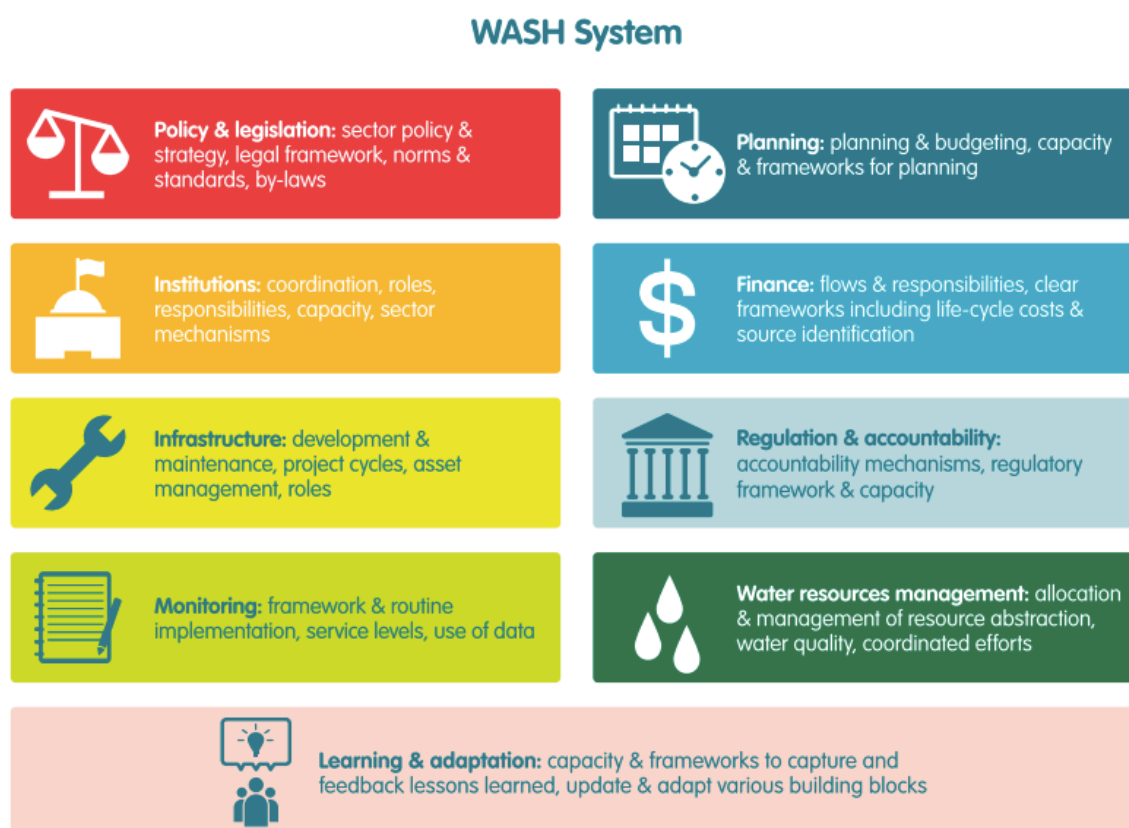 WASH System
Policy & legislation: sector policy &
strategy, legal framework, norms &
standards, by-laws
Planning: planning & budgeting, capacity
& frameworks for planning
Institutions: coordination, roles,
responsibilities, capacity, sector
mechanisms
$
Finance: flows & responsibilities, clear
frameworks including life-cycle costs &
source identification
Infrastructure: development &
maintenance, project cycles, asset
management, roles
Regulation & accountability:
accountability mechanisms, regulatory
framework & capacity
Monitoring: framework & routine
implementation, service levels, use of data
Water resources management: allocation
& management of resource abstraction,
water quality, coordinated efforts
Learning & adaptation: capacity & frameworks to capture and
feedback lessons learned, update & adapt various building blocks